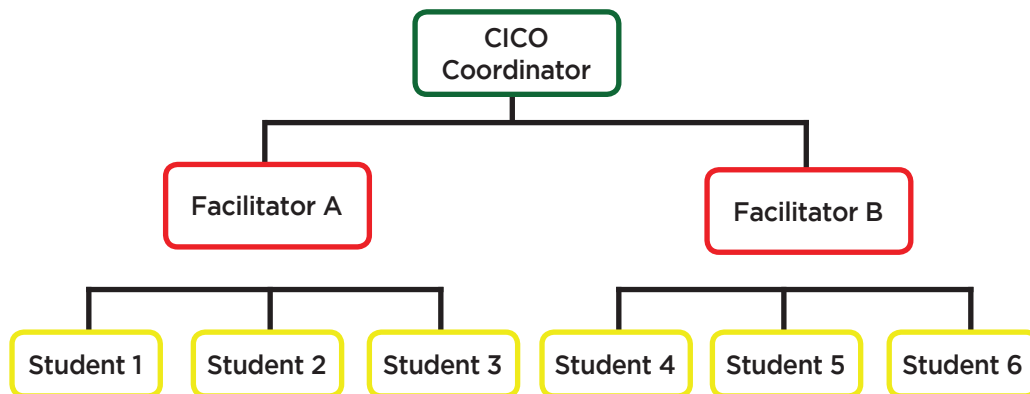 CICO
Coordinator
Facilitator A
Facilitator B
Student 1
Student 2
Student 3
Student 4
Student 5
Student 6